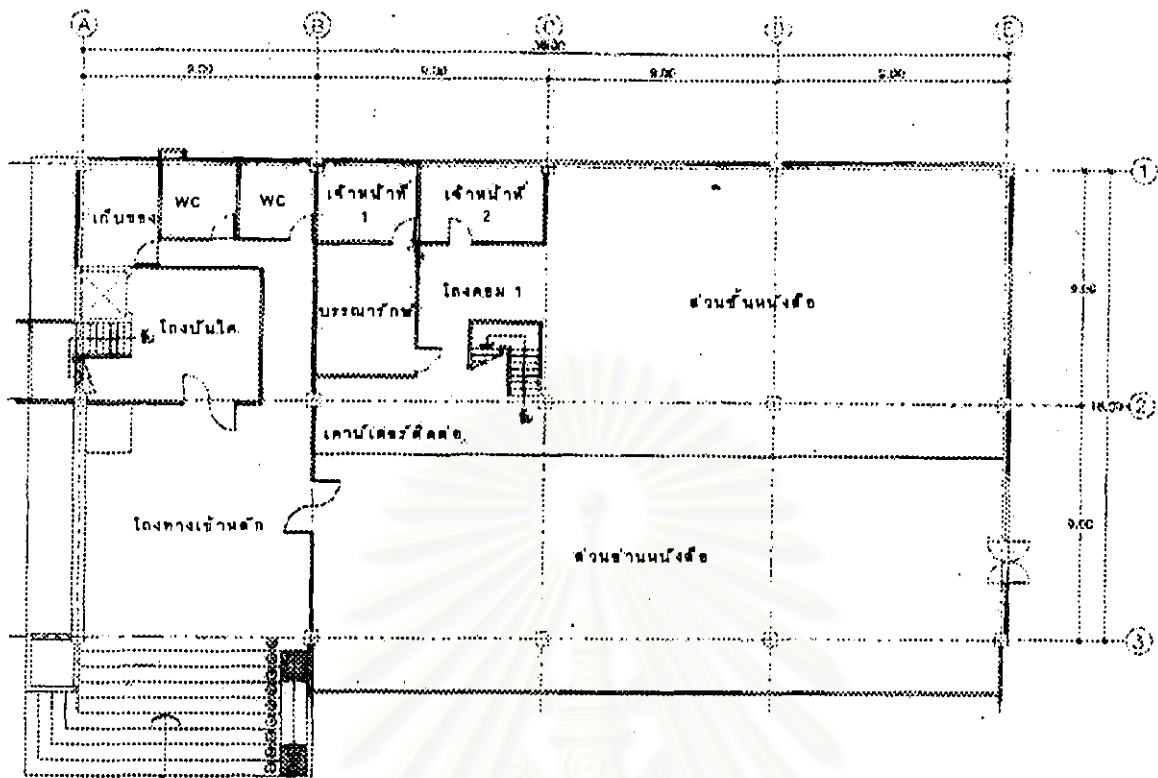 A B C D E
36.00
9.00 9.00 9.00 9.00
1
เก็บของ
WC
WC
เจ้าหน้าที่
1
เจ้าหน้าที่
2
โถงคอม 1
บรรณารักษ์
ส่วนชั้นหนังสือ
9.00
โถงบันใด
ขึ้น
18.00
2
ขึ้น
เคาน์เตอร์ติดต่อ
โถงทางเข้าหลัก
ส่วนอ่านหนังสือ
9.00
3